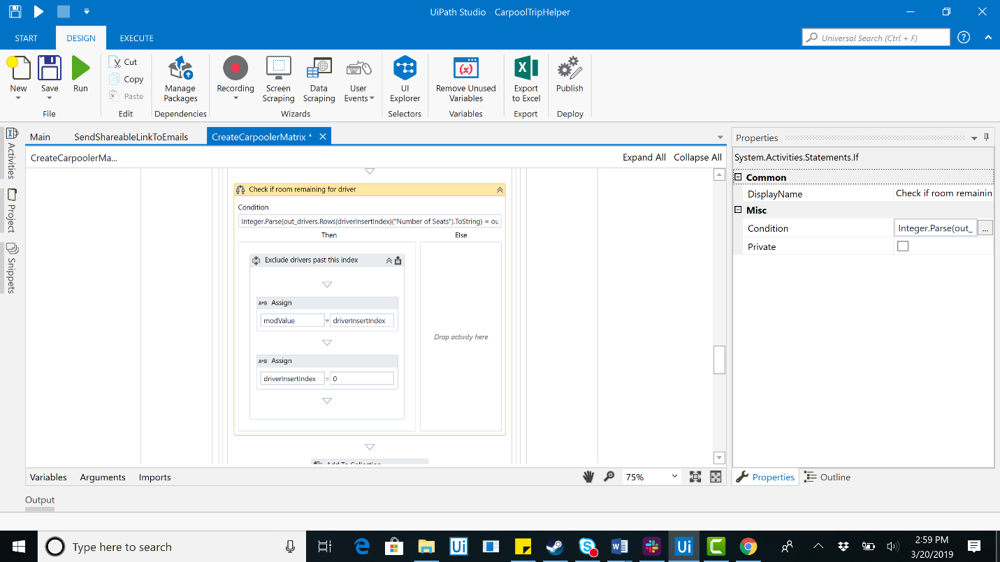 UiPath Studio - CarpoolTripHelper
START
DESIGN
EXECUTE
Universal Search (Ctrl + F)
?
New
Save
Run
Cut
Copy
Paste
Manage
Packages
Recording
Screen
Scraping
Data
Scraping
User
Events
UI
Explorer
Remove Unused
Variables
Export
to Excel
Publish
File
Edit
Dependencies
Wizards
Selectors
Variables
Export
Deploy
Activities
Project
Snippets
Main
SendShareableLinkToEmails
CreateCarpoolerMatrix *
CreateCarpoolerMa...
Expand All
Collapse All
Check if room remaining for driver
Condition
Integer.Parse(out_drivers.Rows(driverInsertIndex)("Number of Seats").ToString) = ou
Then
Else
Exclude drivers past this index
A+B Assign
modValue = driverInsertIndex
A+B Assign
driverInsertIndex = 0
Drop activity here
Add To Collection
Variables
Arguments
Imports
75%
Output
Properties
System.Activities.Statements.If
Common
DisplayName
Check if room remainin
Misc
Condition
Integer.Parse(out_
...
Private
Properties
Outline
Type here to search
Ui
Ui
2:59 PM
3/20/2019